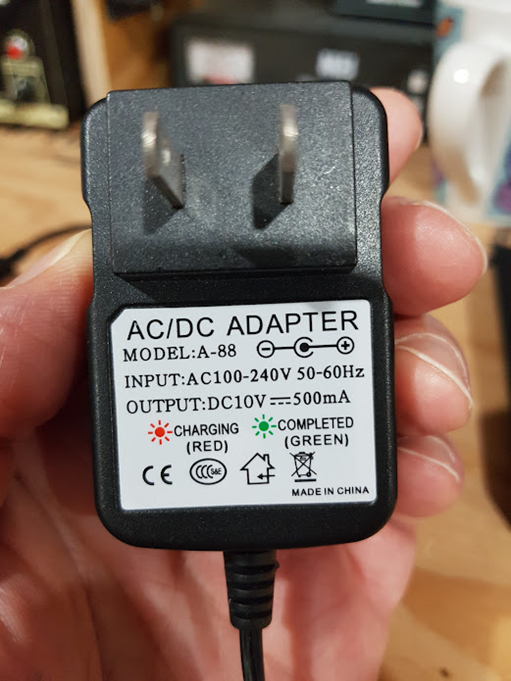 AC/DC ADAPTER
MODEL:A-88
INPUT:AC100-240V 50-60Hz
OUTPUT:DC10V⎓500mA
CHARGING COMPLETED
(RED) (GREEN)
CE CCC S&E
MADE IN CHINA